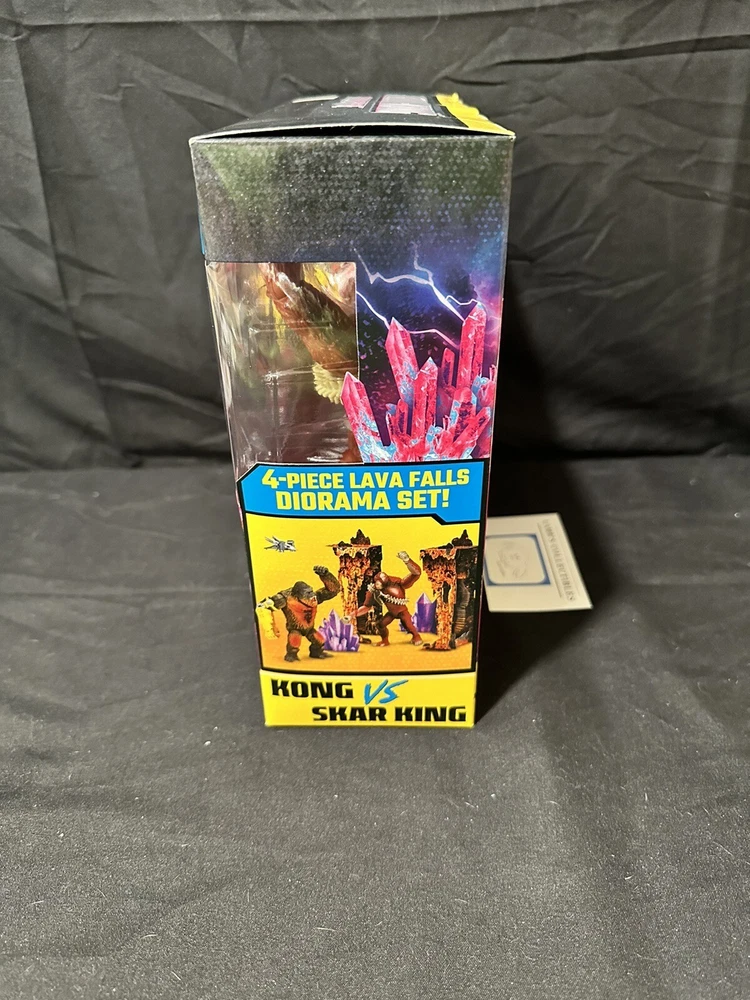 4-PIECE LAVA FALLS
DIORAMA SET!
KONG VS
SKAR KING